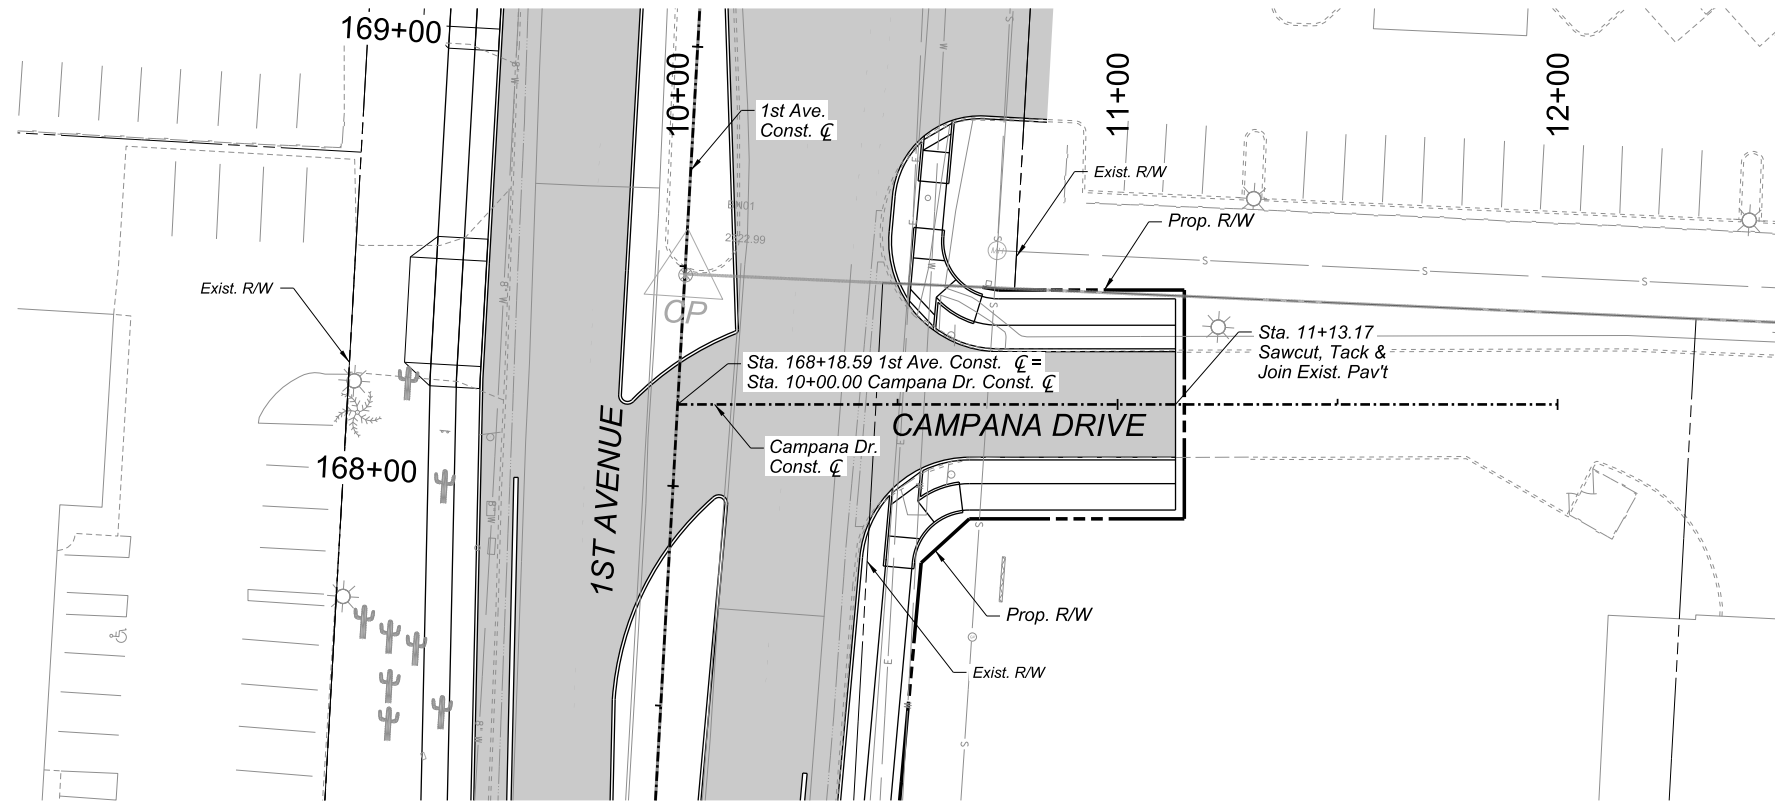 169+00
10+00
11+00
12+00
1st Ave.
Const. ℄
Exist. R/W
Prop. R/W
Exist. R/W
CP
Sta. 168+18.59 1st Ave. Const. ℄ =
Sta. 10+00.00 Campana Dr. Const. ℄
Sta. 11+13.17
Sawcut, Tack &
Join Exist. Pav't
CAMPANA DRIVE
Campana Dr.
Const. ℄
1ST AVENUE
168+00
Prop. R/W
Exist. R/W
S
S
S
S
S
E
W